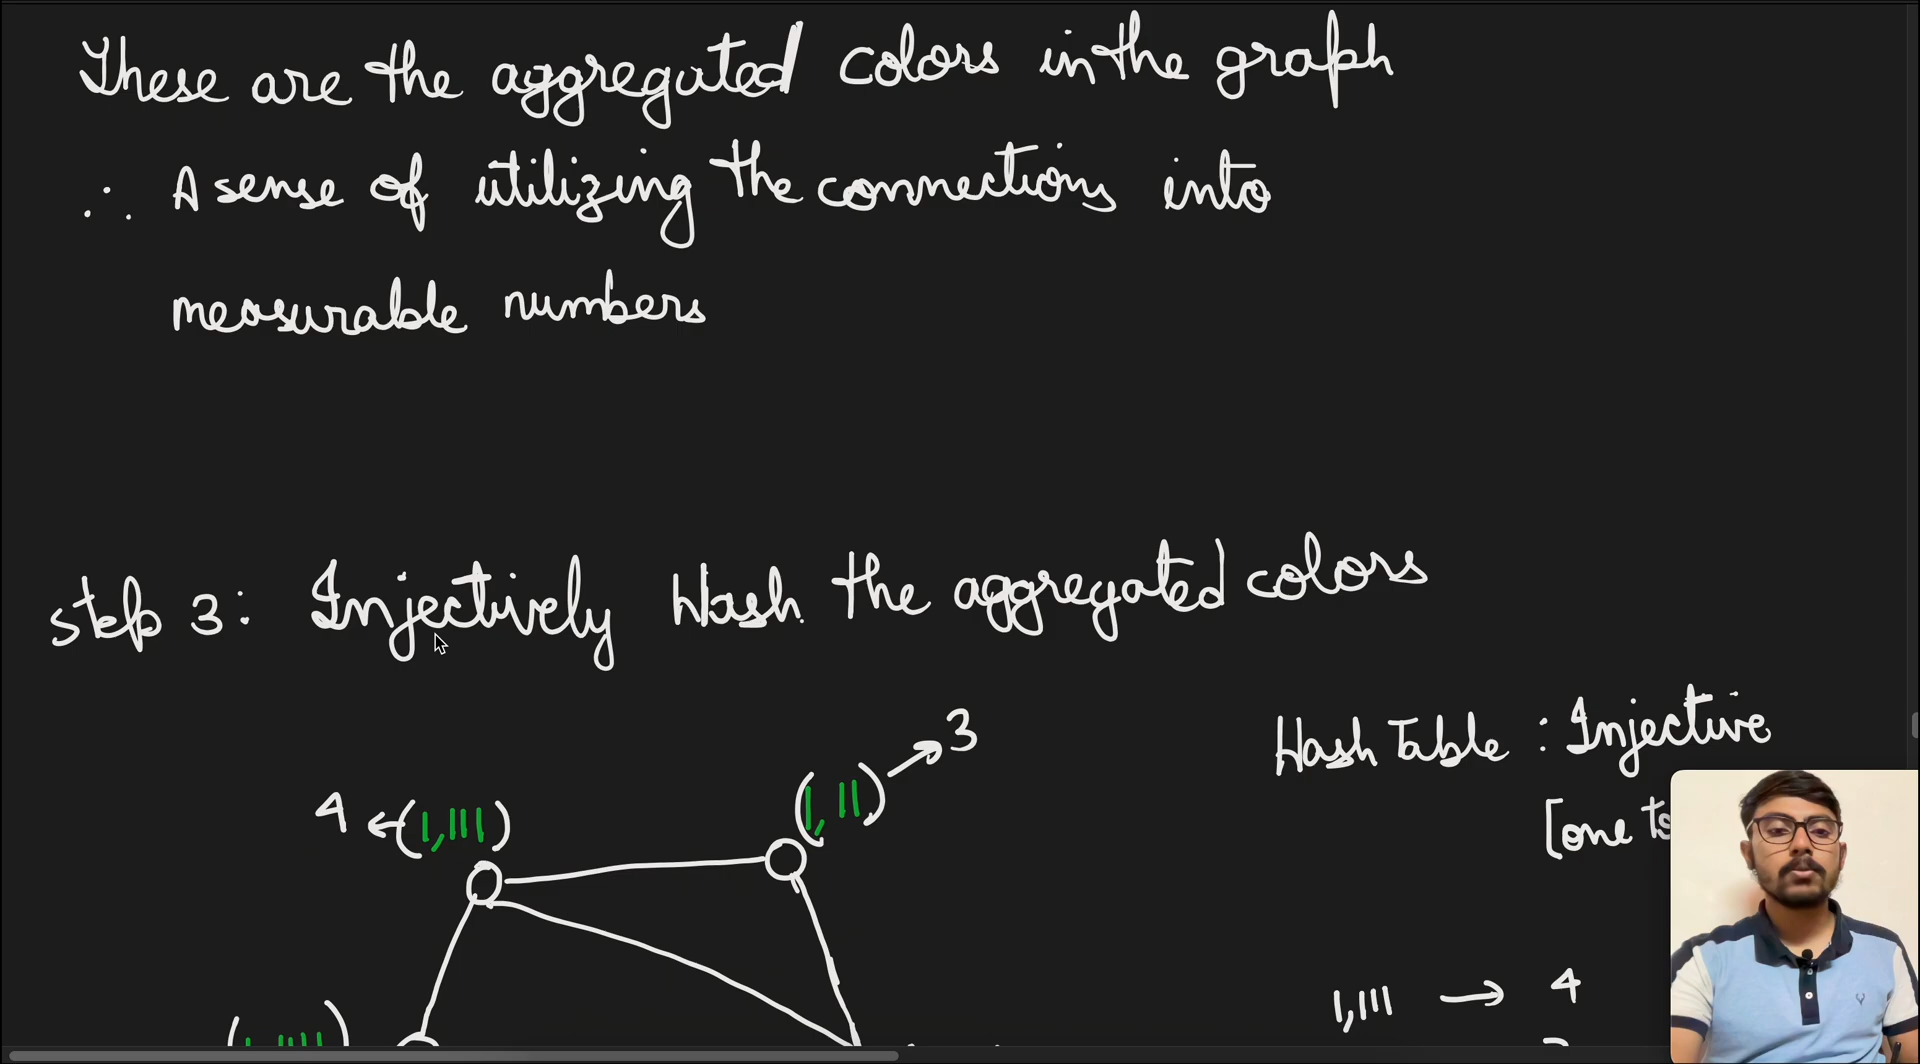 These are the aggregated colors in the graph
∴ A sense of utilizing the connections into
measurable numbers
step 3: Injectively Hash the aggregated colors
3
Hash Table : Injective
4 ← (1,111)
(1, 11)
[one to
1,111 → 4